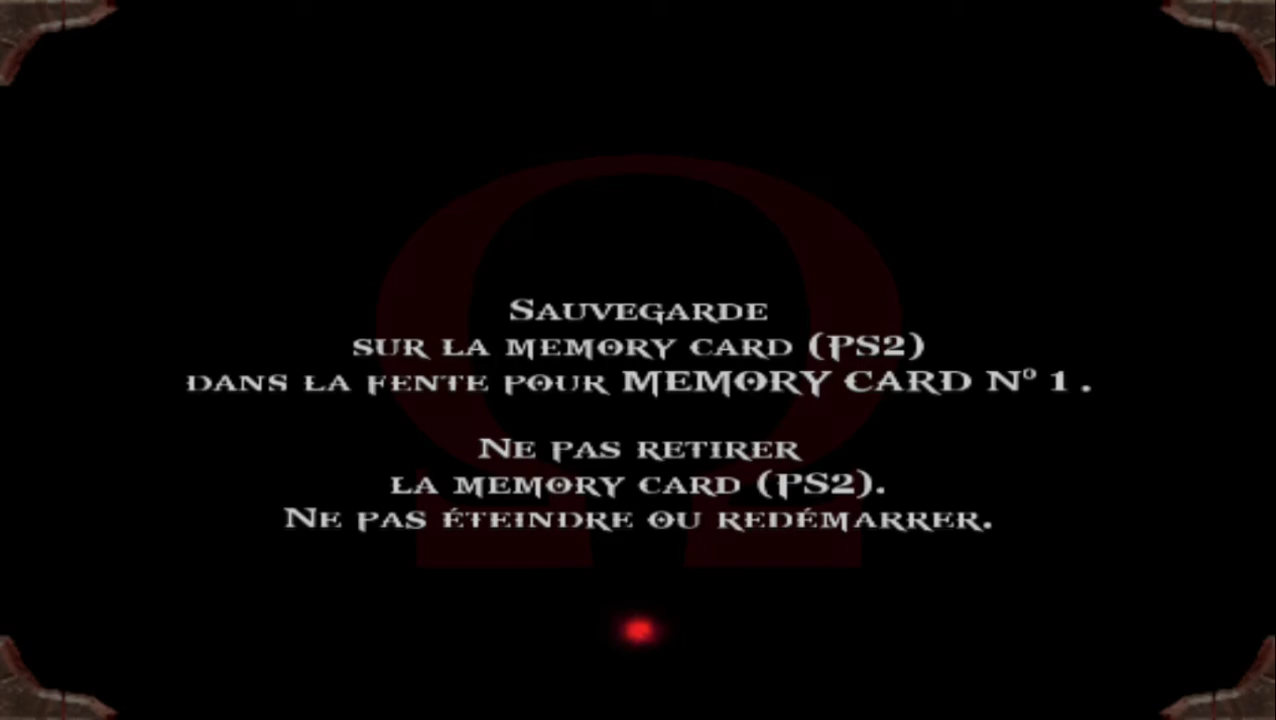 Sauvegarde
sur la memory card (PS2)
dans la fente pour MEMORY CARD Nº 1.
Ne pas retirer
la memory card (PS2).
Ne pas éteindre ou redémarrer.